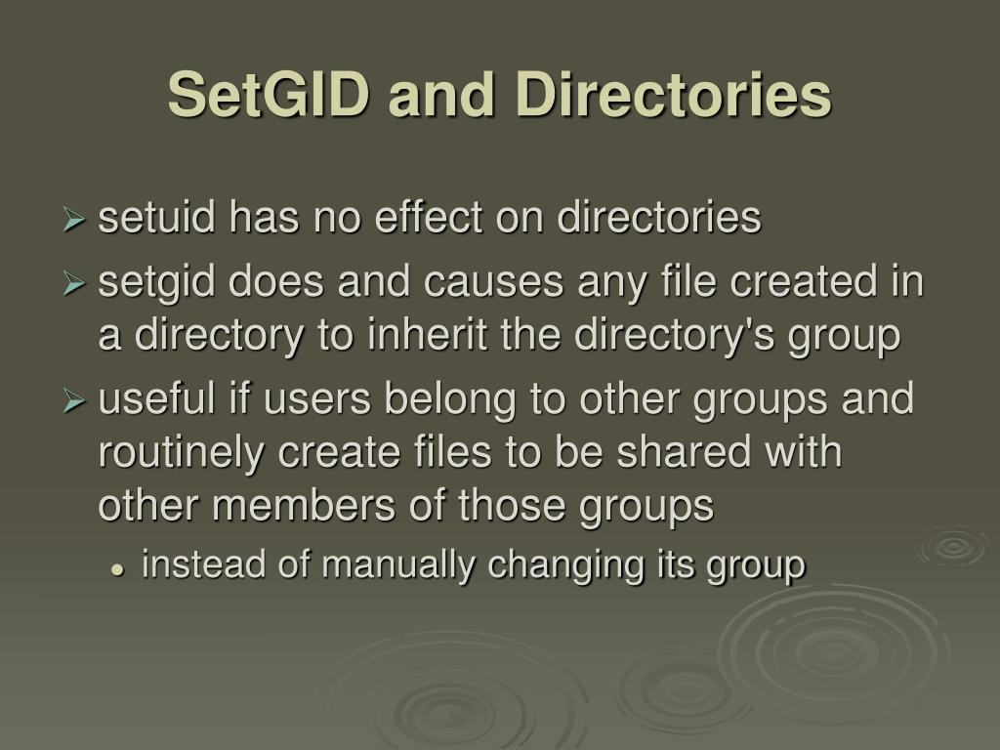 SetGID and Directories
setuid has no effect on directories
setgid does and causes any file created in
a directory to inherit the directory's group
useful if users belong to other groups and
routinely create files to be shared with
other members of those groups
instead of manually changing its group